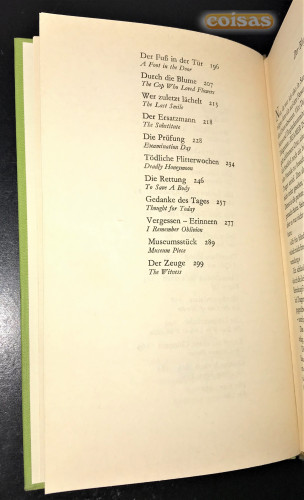 coisas
Der Fuß in der Tür 196
A Foot in the Door
Durch die Blume 207
The Cop Who Loved Flowers
Wer zuletzt lächelt 213
The Last Smile
Der Ersatzmann 218
The Substitute
Die Prüfung 228
Examination Day
Tödliche Flitterwochen 234
Deadly Honeymoon
Die Rettung 246
To Save A Body
Gedanke des Tages 257
Thought for Today
Vergessen – Erinnern 277
I Remember Oblivion
Museumsstück 289
Museum Piece
Der Zeuge 299
The Witness